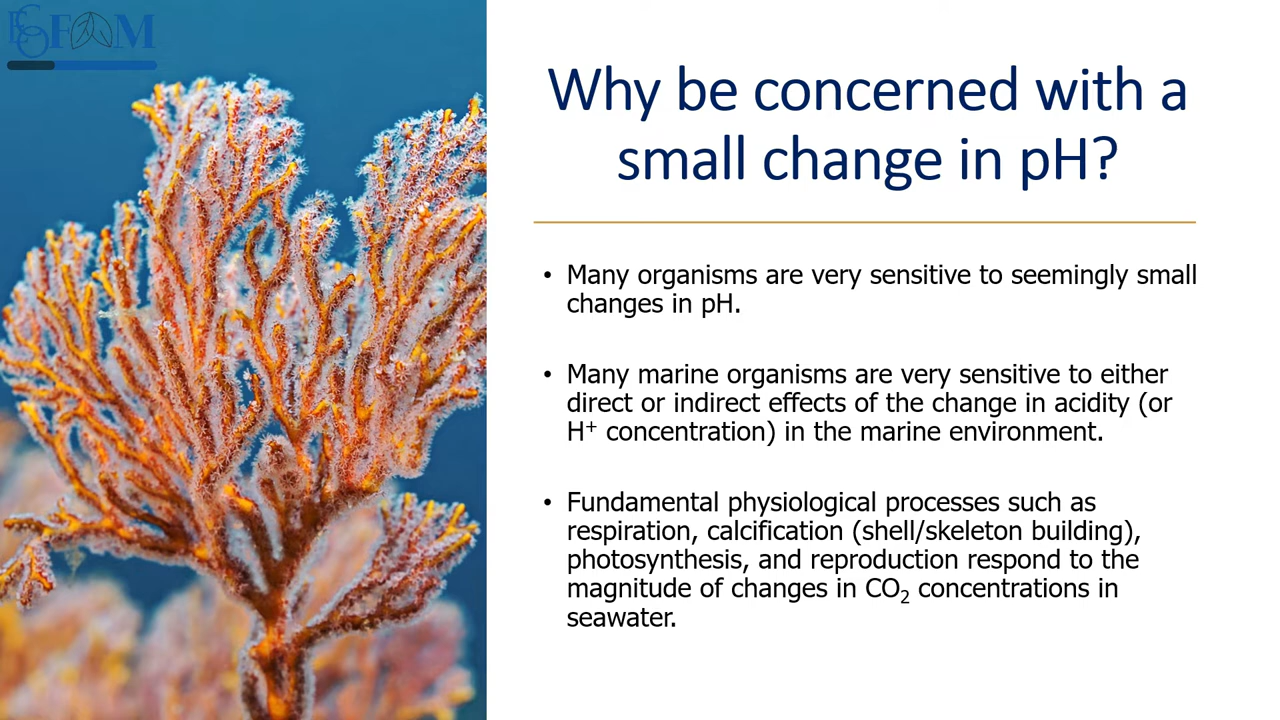 Why be concerned with a
small change in pH?
• Many organisms are very sensitive to seemingly small
changes in pH.
• Many marine organisms are very sensitive to either
direct or indirect effects of the change in acidity (or
H⁺ concentration) in the marine environment.
• Fundamental physiological processes such as
respiration, calcification (shell/skeleton building),
photosynthesis, and reproduction respond to the
magnitude of changes in CO₂ concentrations in
seawater.